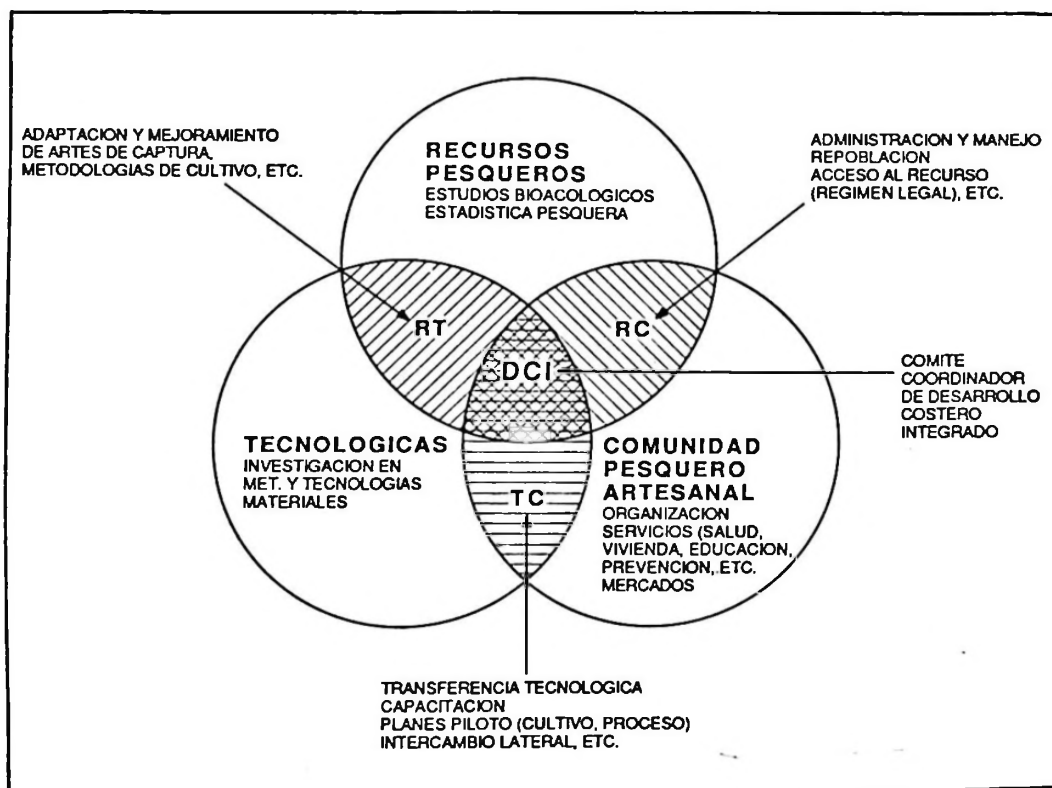 ADAPTACION Y MEJORAMIENTO
DE ARTES DE CAPTURA,
METODOLOGIAS DE CULTIVO, ETC.
RECURSOS
PESQUEROS
ESTUDIOS BIOACOLOGICOS
ESTADISTICA PESQUERA
ADMINISTRACION Y MANEJO
REPOBLACION
ACCESO AL RECURSO
(REGIMEN LEGAL), ETC.
RT
RC
DCI
COMITE
COORDINADOR
DE DESARROLLO
COSTERO
INTEGRADO
TECNOLOGICAS
INVESTIGACION EN
MET. Y TECNOLOGIAS
MATERIALES
TC
COMUNIDAD
PESQUERO
ARTESANAL
ORGANIZACION
SERVICIOS (SALUD,
VIVIENDA, EDUCACION,
PREVENCION, ETC.
MERCADOS
TRANSFERENCIA TECNOLOGICA
CAPACITACION
PLANES PILOTO (CULTIVO, PROCESO)
INTERCAMBIO LATERAL, ETC.